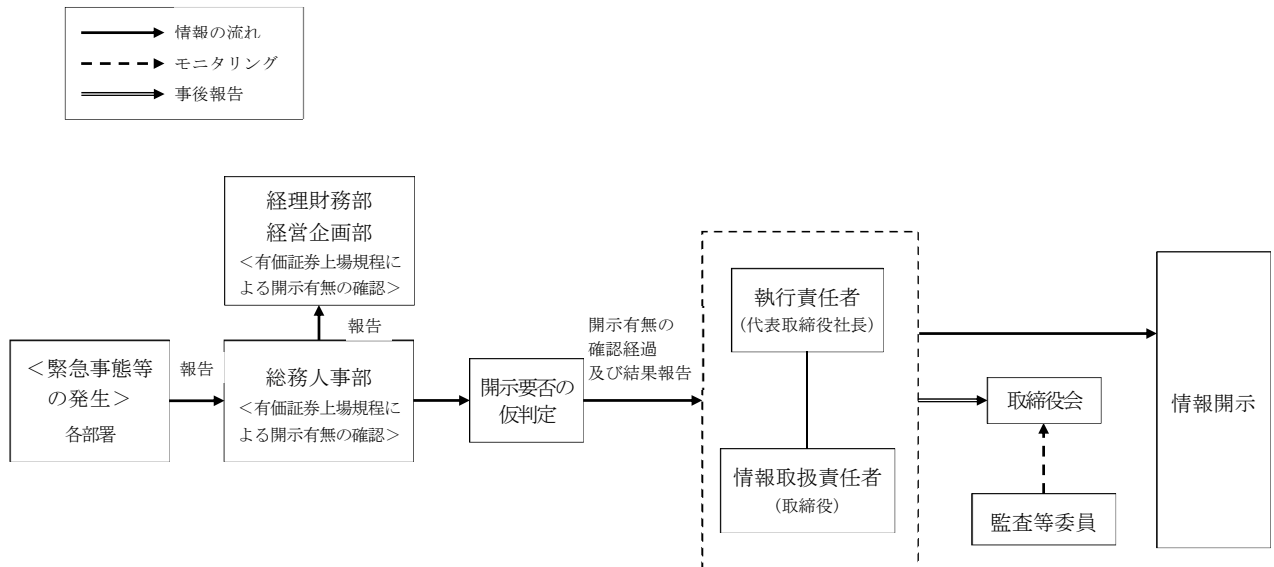 情報の流れ
モニタリング
事後報告
経理財務部
経営企画部
＜有価証券上場規程に
よる開示有無の確認＞
報告
＜緊急事態等
の発生＞
各部署
報告
総務人事部
＜有価証券上場規程に
よる開示有無の確認＞
開示要否の
仮判定
開示有無の
確認経過
及び結果報告
執行責任者
（代表取締役社長）
情報取扱責任者
（取締役）
取締役会
監査等委員
情報開示